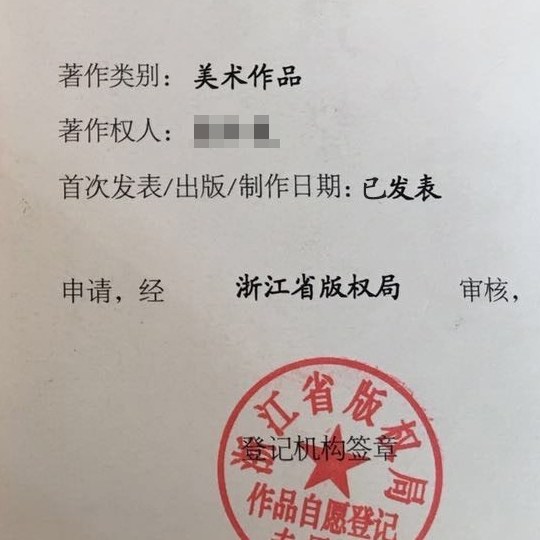 著作类别：美术作品
著作权人：
首次发表/出版/制作日期：已发表
申请，经 浙江省版权局 审核，
浙江省版权局
登记机构签章
作品自愿登记